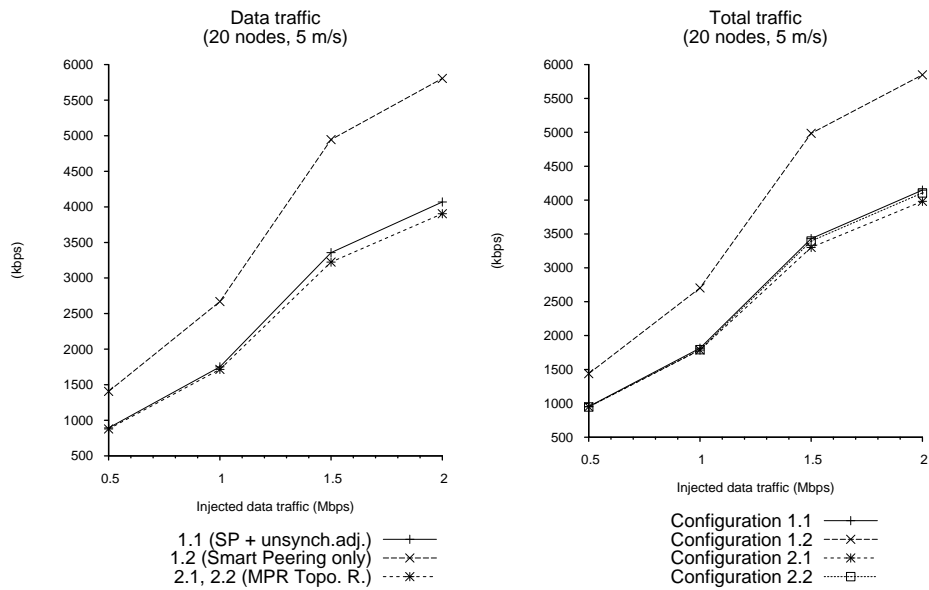 Data traffic
(20 nodes, 5 m/s)
6000
5500
5000
4500
4000
3500
3000
2500
2000
1500
1000
500
(kbps)
0.5 1 1.5 2
Injected data traffic (Mbps)
1.1 (SP + unsynch.adj.)
1.2 (Smart Peering only)
2.1, 2.2 (MPR Topo. R.)
Total traffic
(20 nodes, 5 m/s)
6000
5500
5000
4500
4000
3500
3000
2500
2000
1500
1000
500
(kbps)
0.5 1 1.5 2
Injected data traffic (Mbps)
Configuration 1.1
Configuration 1.2
Configuration 2.1
Configuration 2.2